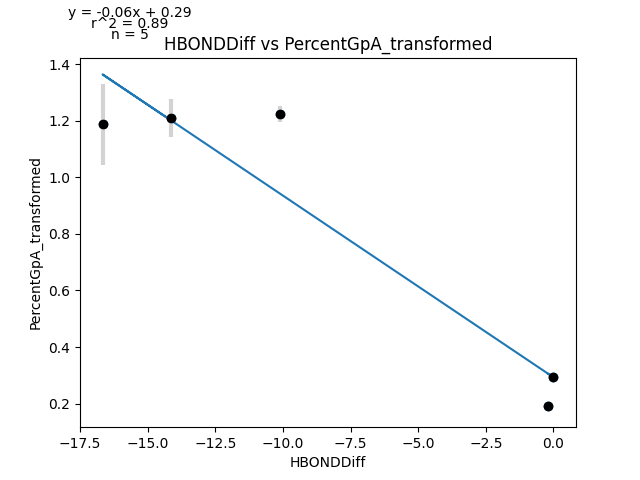 y = -0.06x + 0.29
r^2 = 0.89
n = 5
HBONDDiff vs PercentGpA_transformed
PercentGpA_transformed
1.4
1.2
1.0
0.8
0.6
0.4
0.2
−17.5 −15.0 −12.5 −10.0 −7.5 −5.0 −2.5 0.0
HBONDDiff